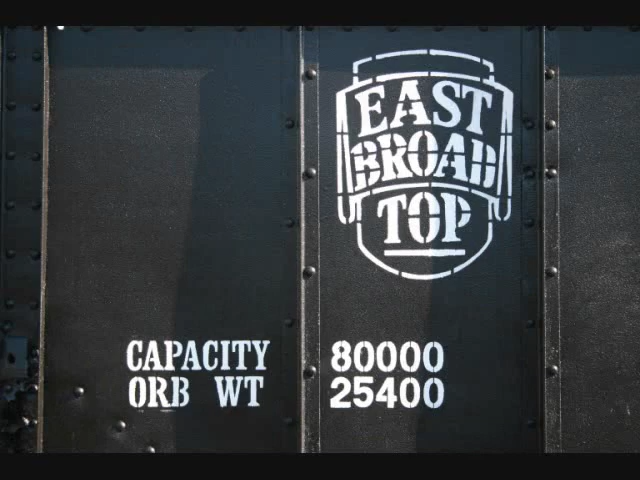 EAST
BROAD
TOP
CAPACITY 80000
ORB WT 25400